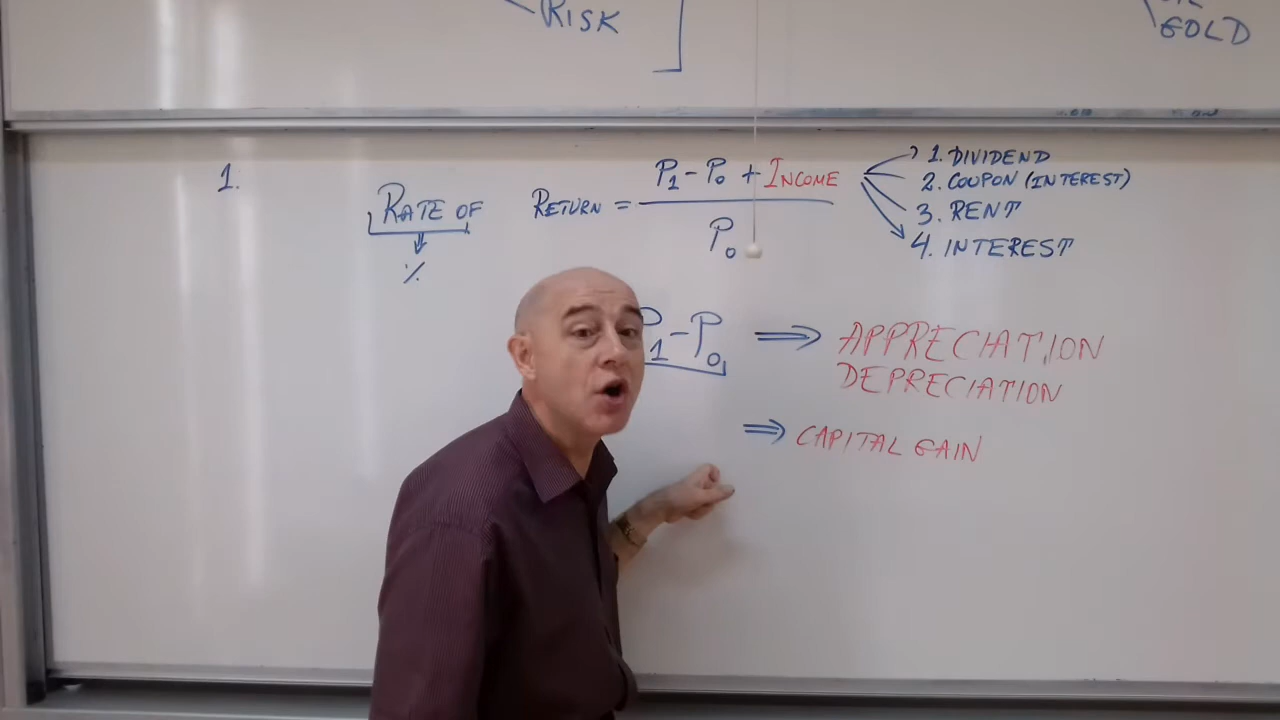 RISK
GOLD
1.
RATE OF RETURN = P₁ - P₀ + INCOME
P₀
%
1. DIVIDEND
2. COUPON (INTEREST)
3. RENT
4. INTEREST
P₁ - P₀ ⇒ APPRECIATION
DEPRECIATION
⇒ CAPITAL GAIN